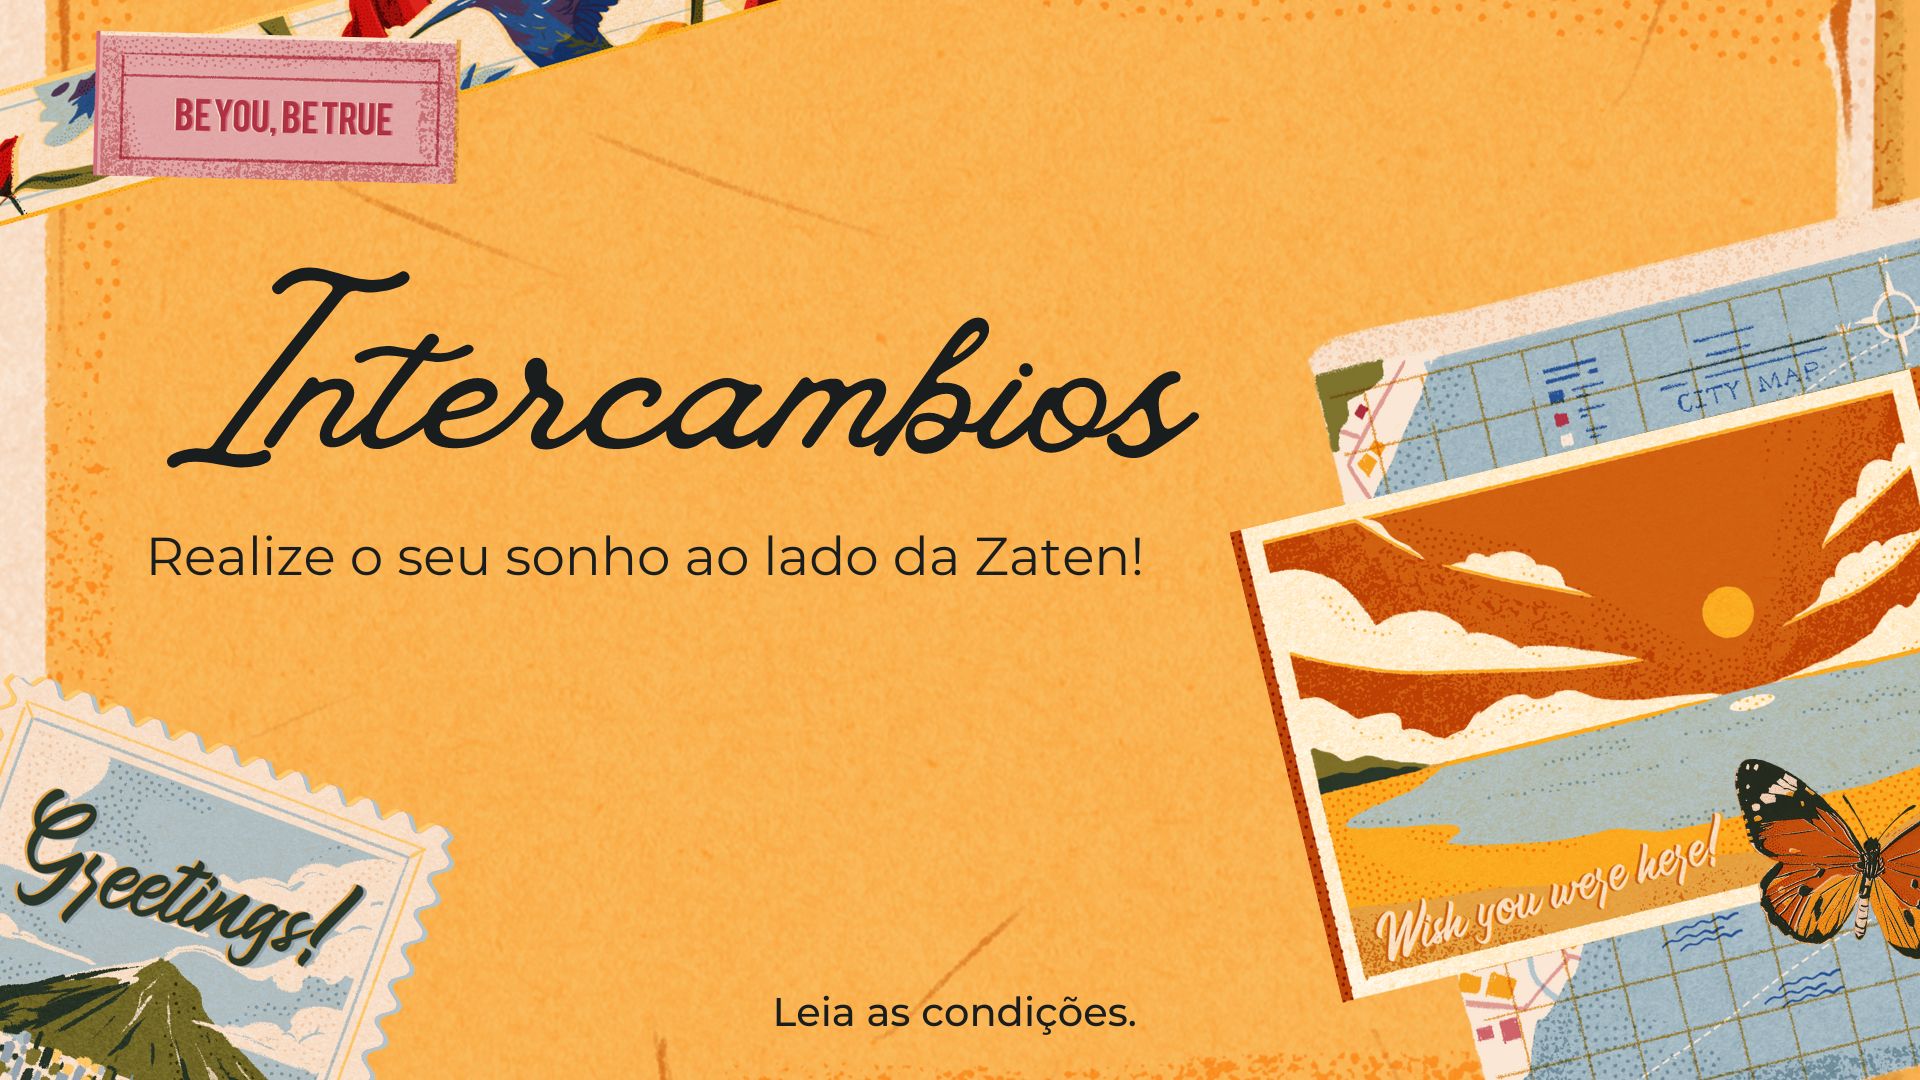 BE YOU, BE TRUE
Intercambios
Realize o seu sonho ao lado da Zaten!
CITY MAP
Wish you were here!
Greetings!
Leia as condições.